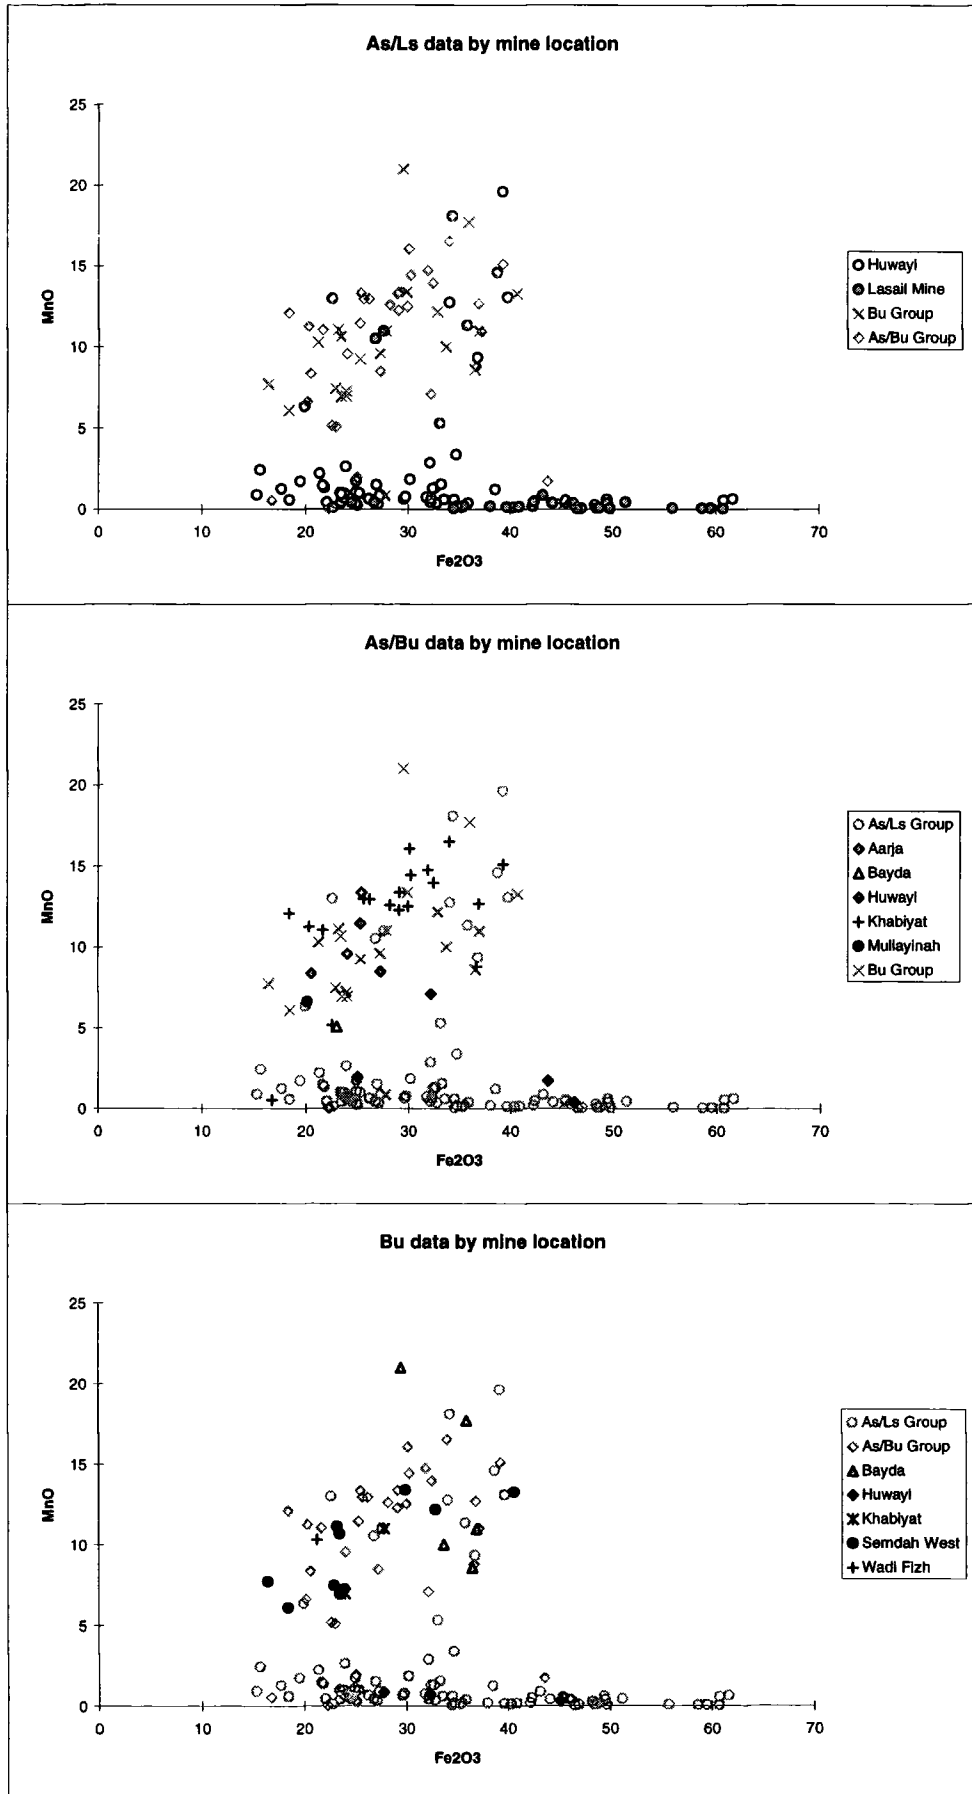 As/Ls data by mine location
25
20
15
10
5
0
MnO
0 10 20 30 40 50 60 70
Fe2O3
Huwayi
Lasail Mine
Bu Group
As/Bu Group
As/Bu data by mine location
25
20
15
10
5
0
MnO
0 10 20 30 40 50 60 70
Fe2O3
As/Ls Group
Aarja
Bayda
Huwayi
Khabiyat
Mullayinah
Bu Group
Bu data by mine location
25
20
15
10
5
0
MnO
0 10 20 30 40 50 60 70
Fe2O3
As/Ls Group
As/Bu Group
Bayda
Huwayi
Khabiyat
Semdah West
Wadi Fizh